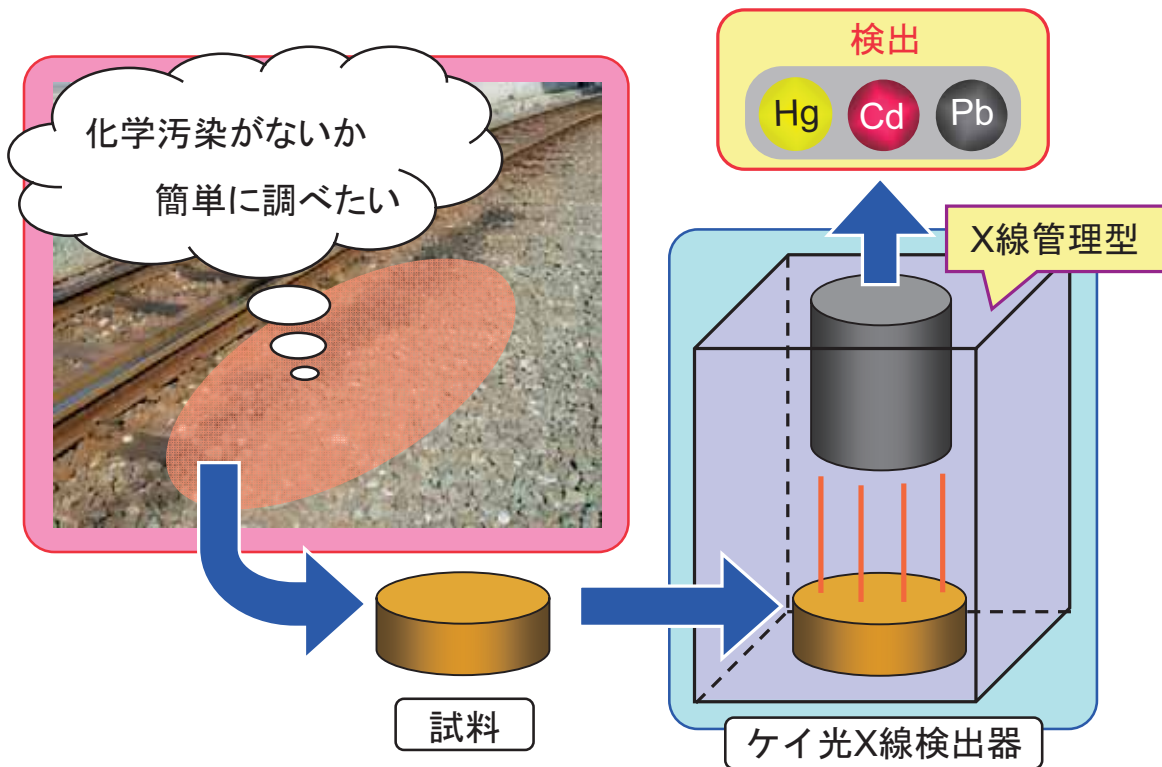 化学汚染がないか
簡単に調べたい
検出
Hg Cd Pb
X線管理型
試料
ケイ光X線検出器